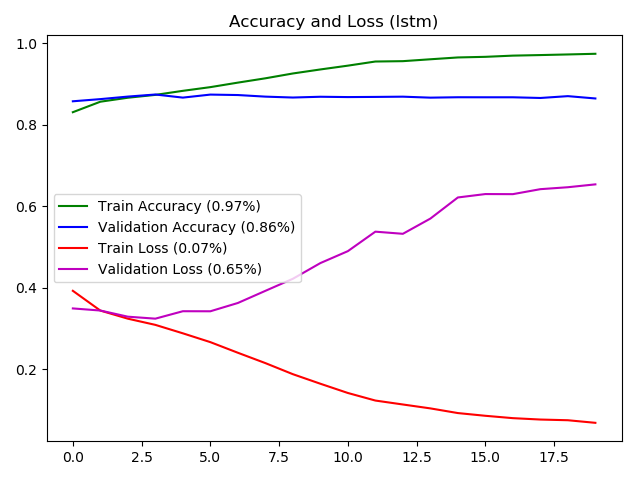 Accuracy and Loss (lstm)
1.0
0.8
0.6
0.4
0.2
Train Accuracy (0.97%)
Validation Accuracy (0.86%)
Train Loss (0.07%)
Validation Loss (0.65%)
0.0 2.5 5.0 7.5 10.0 12.5 15.0 17.5